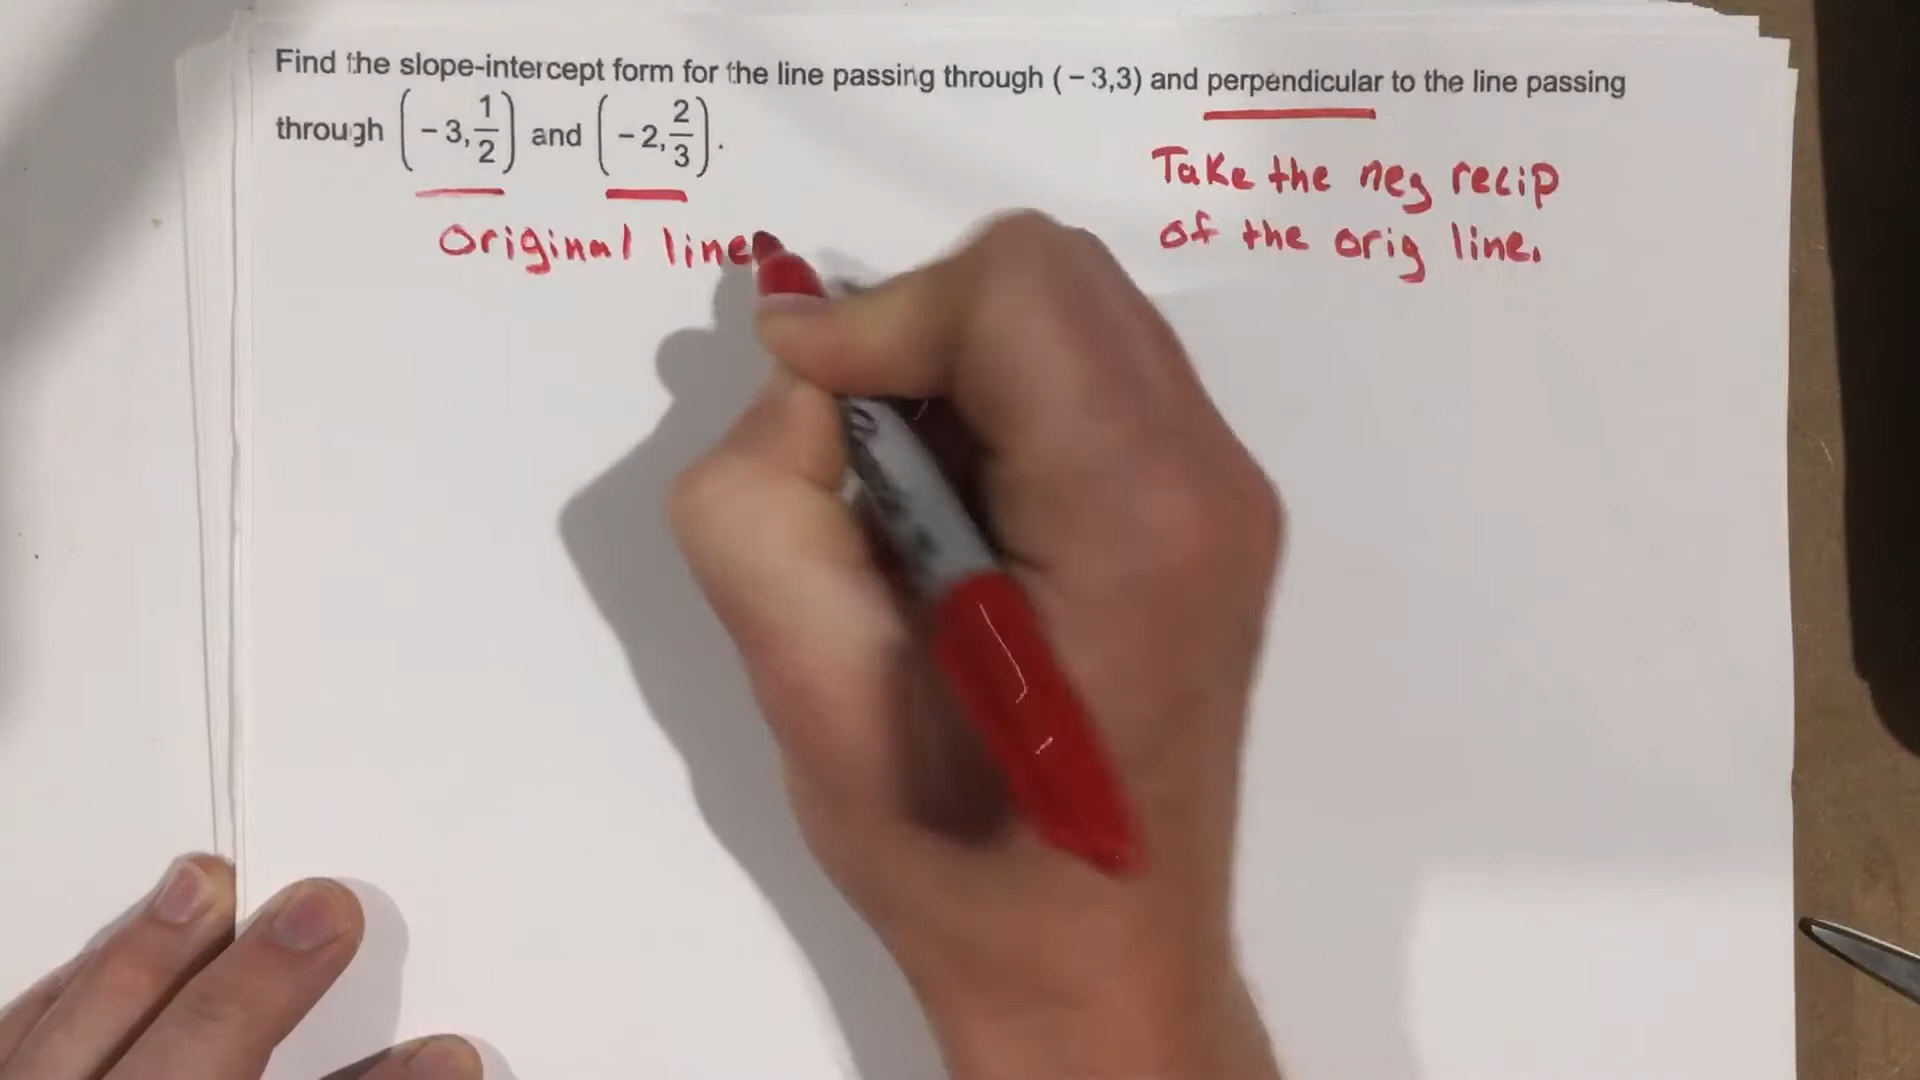 Find the slope-intercept form for the line passing through (−3,3) and perpendicular to the line passing
through (−3, 1/2) and (−2, 2/3).
Original line
Take the neg recip
of the orig line.